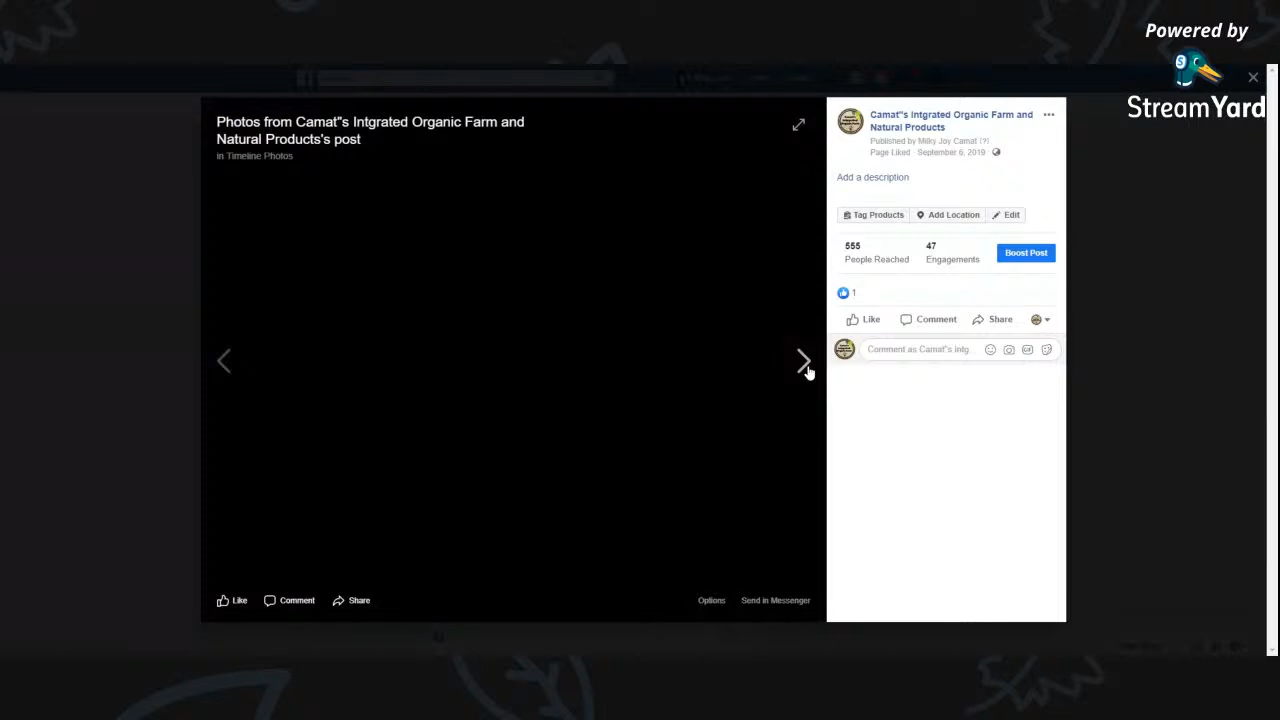 Powered by
StreamYard
Photos from Camat"s Intgrated Organic Farm and
Natural Products's post
in Timeline Photos
Camat"s Intgrated Organic Farm and
Natural Products
Published by Milky Joy Camat [?]
Page Liked · September 6, 2019 ·
Add a description
Tag Products
Add Location
Edit
555
People Reached
47
Engagements
Boost Post
1
Like
Comment
Share
Comment as Camat"s Intg
GIF
Like
Comment
Share
Options
Send in Messenger